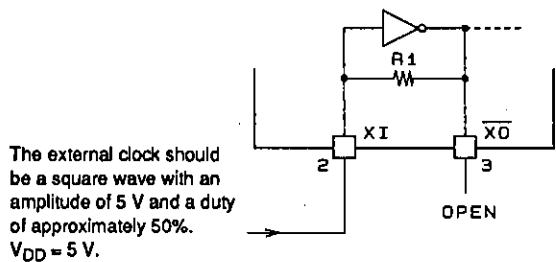 R1
XI
X̅O̅
2
3
The external clock should
be a square wave with an
amplitude of 5 V and a duty
of approximately 50%.
VDD = 5 V.
OPEN